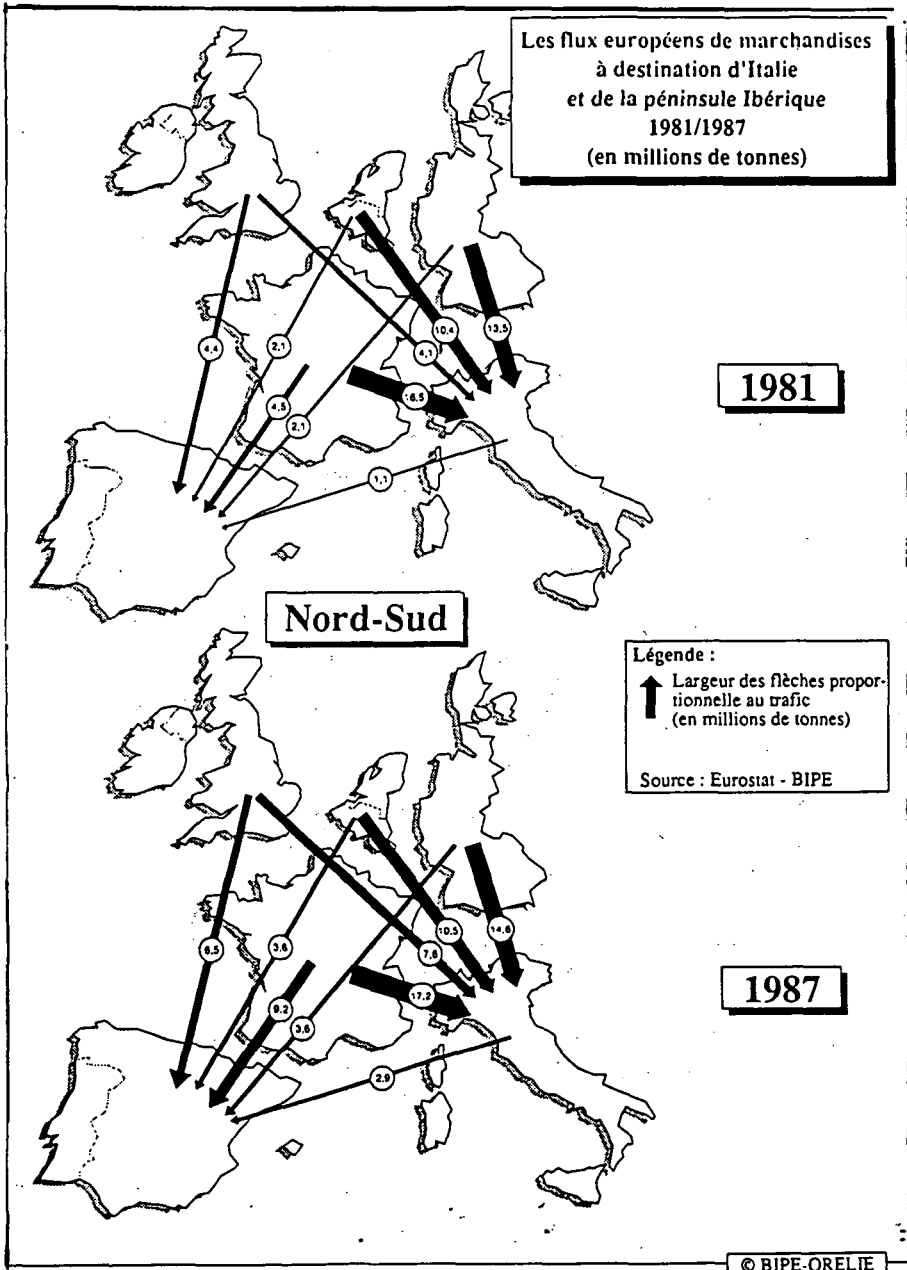 Les flux européens de marchandises
à destination d'Italie
et de la péninsule Ibérique
1981/1987
(en millions de tonnes)
4,4
2,1
4,5
2,1
4,1
10,4
13,5
16,5
1,1
1981
Nord-Sud
Légende :
Largeur des flèches propor-
tionnelle au trafic
(en millions de tonnes)
Source : Eurostat - BIPE
6,5
3,6
9,2
3,6
7,6
10,5
14,6
17,2
2,9
1987
© BIPE-ORELIE